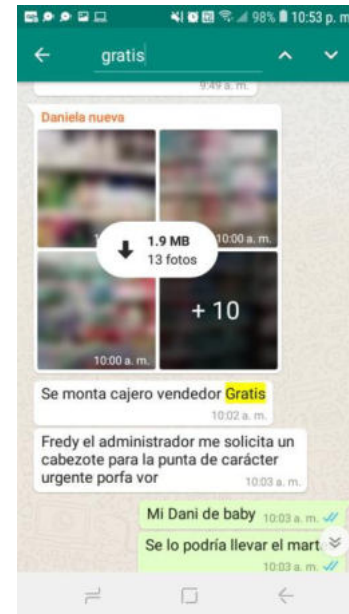 98% 10:53 p. m.
gratis
9:49 a. m.
Daniela nueva
10:00 a. m.
1.9 MB
13 fotos
+ 10
10:00 a. m.
Se monta cajero vendedor Gratis
10:02 a. m.
Fredy el administrador me solicita un
cabezote para la punta de carácter
urgente porfa vor
10:03 a. m.
Mi Dani de baby 10:03 a. m.
Se lo podría llevar el mart
10:03 a. m.